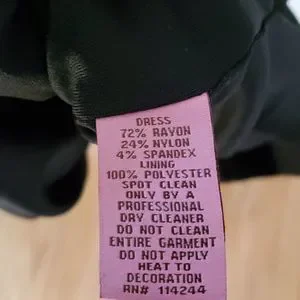 DRESS
72% RAYON
24% NYLON
4% SPANDEX
LINING
100% POLYESTER
SPOT CLEAN
ONLY BY A
PROFESSIONAL
DRY CLEANER
DO NOT CLEAN
ENTIRE GARMENT
DO NOT APPLY
HEAT TO
DECORATION
RN# 114244